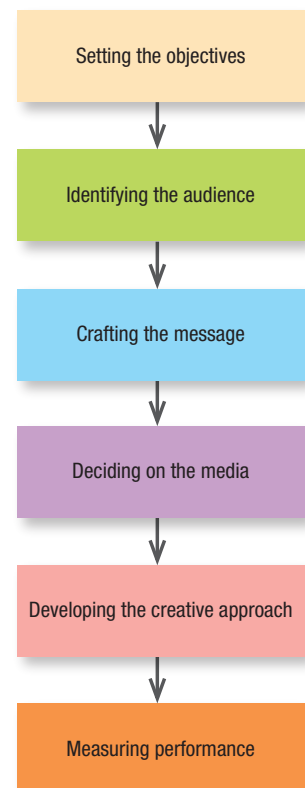 Setting the objectives
Identifying the audience
Crafting the message
Deciding on the media
Developing the creative approach
Measuring performance